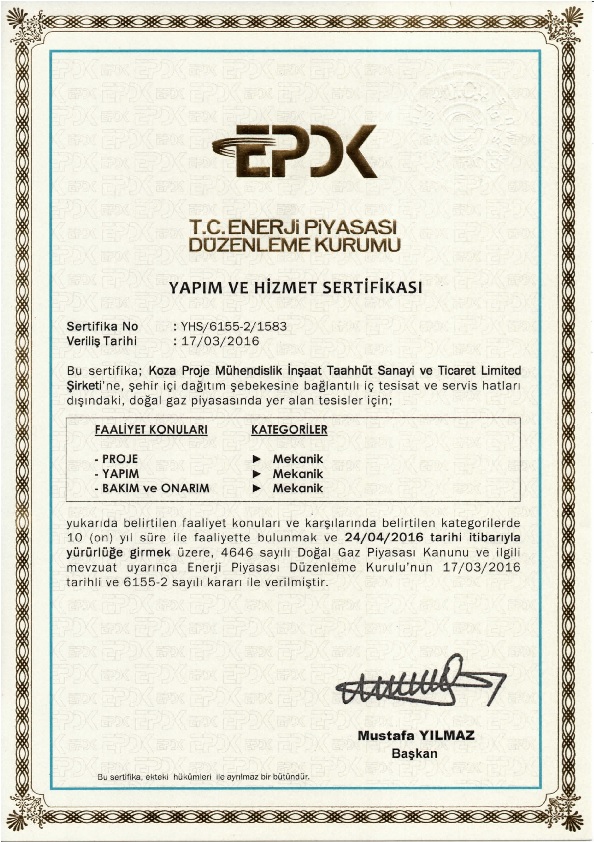 EPDK
T.C. ENERJİ PİYASASI
DÜZENLEME KURUMU
YAPIM VE HİZMET SERTİFİKASI
Sertifika No : YHS/6155-2/1583
Veriliş Tarihi : 17/03/2016
Bu sertifika; Koza Proje Mühendislik İnşaat Taahhüt Sanayi ve Ticaret Limited
Şirketi'ne, şehir içi dağıtım şebekesine bağlantılı iç tesisat ve servis hatları
dışındaki, doğal gaz piyasasında yer alan tesisler için;
FAALİYET KONULARI KATEGORİLER
- PROJE ► Mekanik
- YAPIM ► Mekanik
- BAKIM ve ONARIM ► Mekanik
yukarıda belirtilen faaliyet konuları ve karşılarında belirtilen kategorilerde
10 (on) yıl süre ile faaliyette bulunmak ve 24/04/2016 tarihi itibarıyla
yürürlüğe girmek üzere, 4646 sayılı Doğal Gaz Piyasası Kanunu ve ilgili
mevzuat uyarınca Enerji Piyasası Düzenleme Kurulu'nun 17/03/2016
tarihli ve 6155-2 sayılı kararı ile verilmiştir.
Mustafa YILMAZ
Başkan
Bu sertifika, ekteki hükümleri ile ayrılmaz bir bütündür.